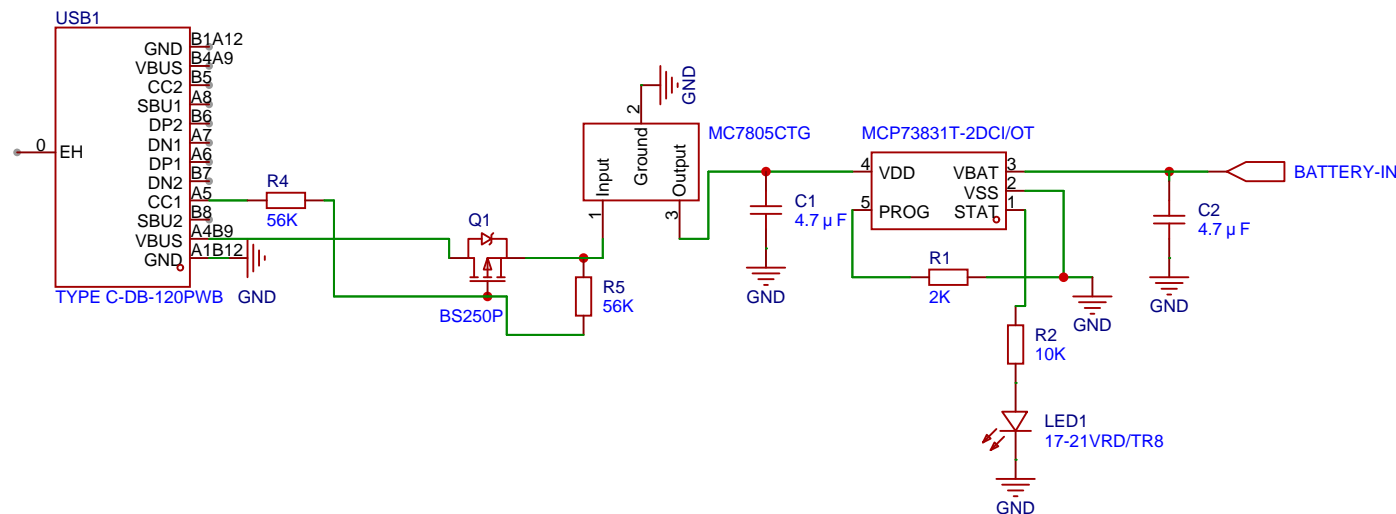 USB1
GND B1A12
VBUS B4A9
CC2 B5
SBU1 A8
DP2 B6
DN1 A7
0 EH
DP1 A6
DN2 B7
CC1 A5
SBU2 B8
VBUS A4B9
GND A1B12
TYPE C-DB-120PWB
GND
R4
56K
Q1
BS250P
R5
56K
GND
2
Ground
Input
Output
1
3
MC7805CTG
C1
4.7 µ F
GND
MCP73831T-2DCI/OT
4 VDD VBAT 3
VSS 2
5 PROG STAT 1
R1
2K
GND
C2
4.7 µ F
GND
BATTERY-IN
R2
10K
LED1
17-21VRD/TR8
GND